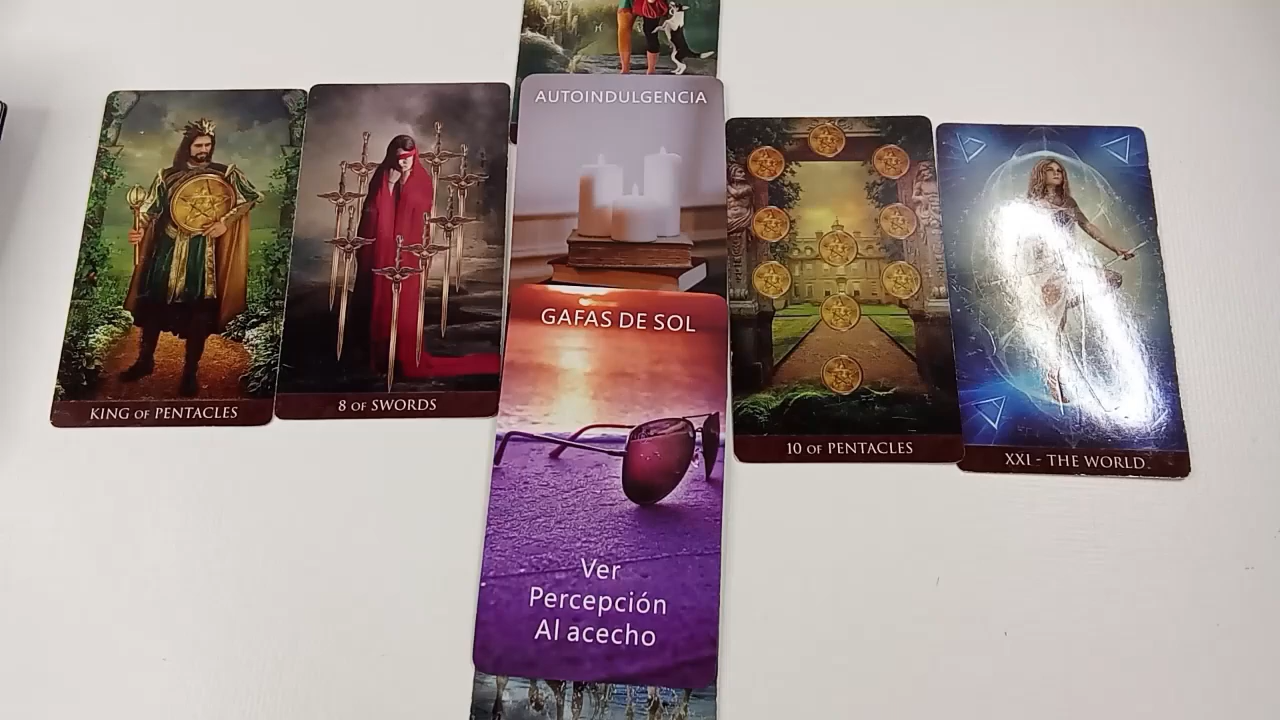 AUTOINDULGENCIA
GAFAS DE SOL
Ver
Percepción
Al acecho
KING OF PENTACLES
8 OF SWORDS
10 OF PENTACLES
XXI - THE WORLD